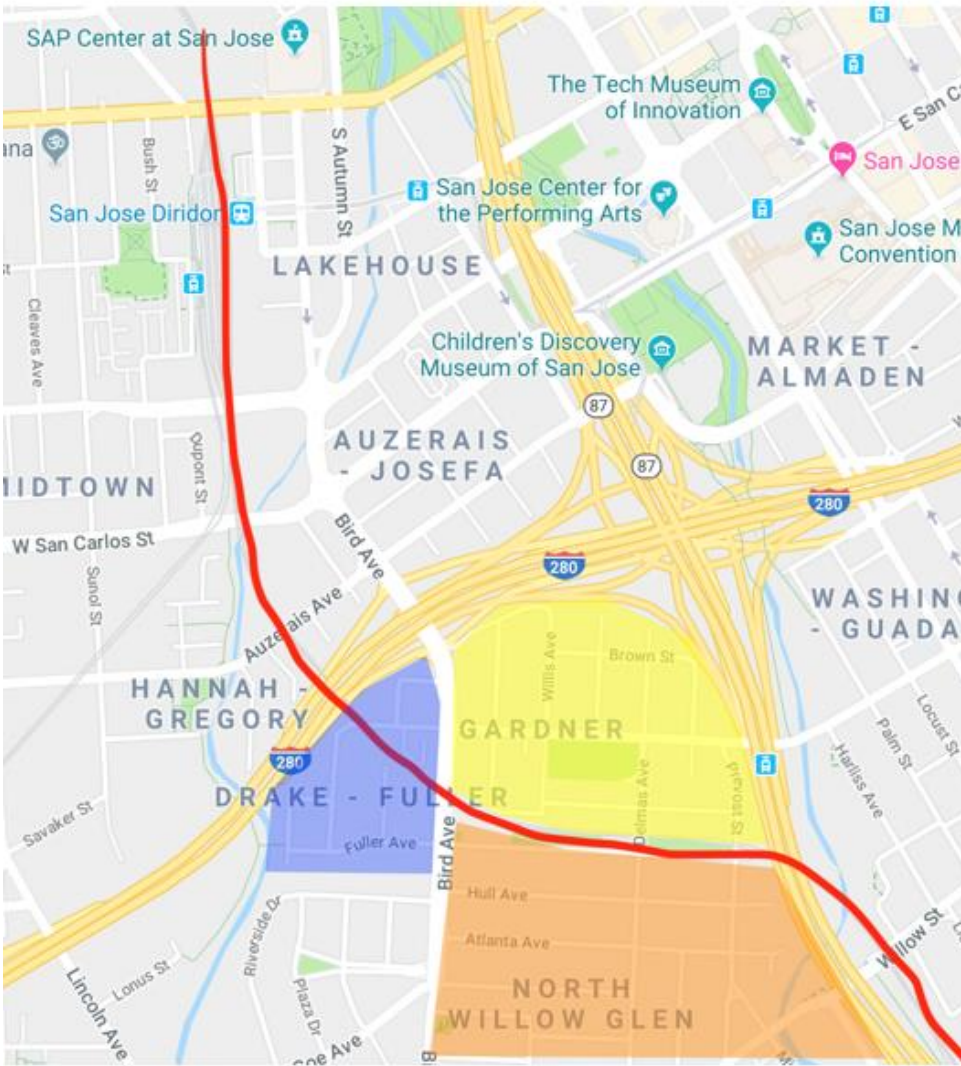 SAP Center at San Jose
The Tech Museum
of Innovation
E San Ca
ana
Bush St
S Autumn St
San Jose
San Jose Center for
the Performing Arts
San Jose Diridon
San Jose M
Convention
LAKEHOUSE
Cleaves Ave
Children's Discovery
Museum of San Jose
MARKET -
ALMADEN
87
AUZERAIS
- JOSEFA
87
Dupont St
MIDTOWN
280
Bird Ave
W San Carlos St
280
Sunol St
Auzerais Ave
WASHING
- GUADA
Willis Ave
Brown St
HANNAH -
GREGORY
GARDNER
Locust St
Palm St
280
Harliss Ave
DRAKE - FULLER
Delmas Ave
Prevost St
Savaker St
Fuller Ave
Bird Ave
Hull Ave
Willow St
Atlanta Ave
Riverside Dr
Lonus St
Plaza Dr
Lincoln Ave
NORTH
WILLOW GLEN
Coe Ave